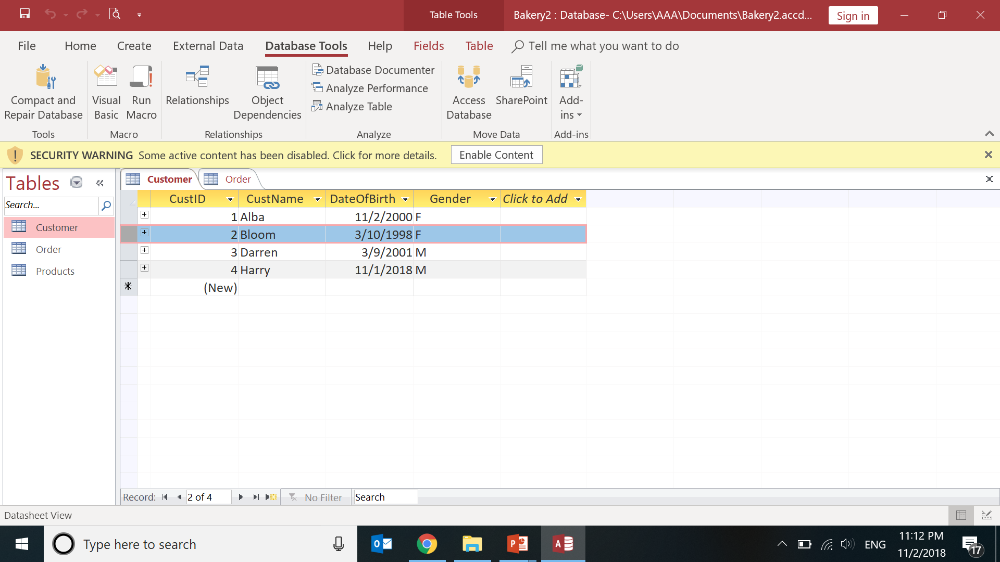 Table Tools
Bakery2 : Database- C:\Users\AAA\Documents\Bakery2.accd...
Sign in
File Home Create External Data Database Tools Help Fields Table Tell me what you want to do
Compact and
Repair Database
Visual
Basic
Run
Macro
Relationships
Object
Dependencies
Database Documenter
Analyze Performance
Analyze Table
Access
Database
SharePoint
Add-
ins
Tools Macro Relationships Analyze Move Data Add-ins
SECURITY WARNING Some active content has been disabled. Click for more details. Enable Content
Tables
Search...
Customer
Order
Products
Customer Order
CustID CustName DateOfBirth Gender Click to Add
1 Alba 11/2/2000 F
2 Bloom 3/10/1998 F
3 Darren 3/9/2001 M
4 Harry 11/1/2018 M
(New)
Record: 2 of 4 No Filter Search
Datasheet View
Type here to search
ENG
11:12 PM
11/2/2018
17